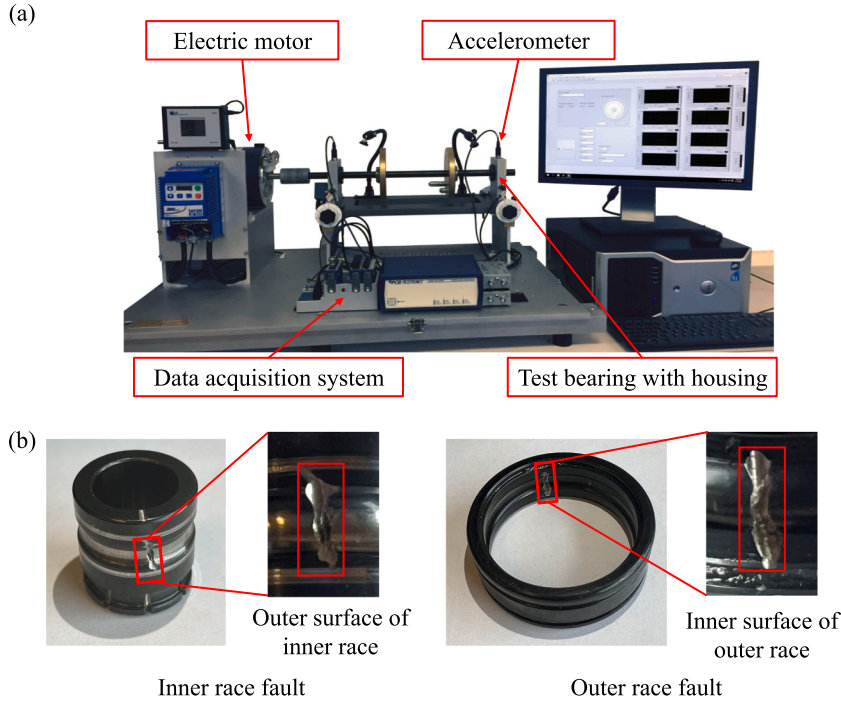 (a)
Electric motor
Accelerometer
Data acquisition system
Test bearing with housing
(b)
Outer surface of
inner race
Inner surface of
outer race
Inner race fault
Outer race fault